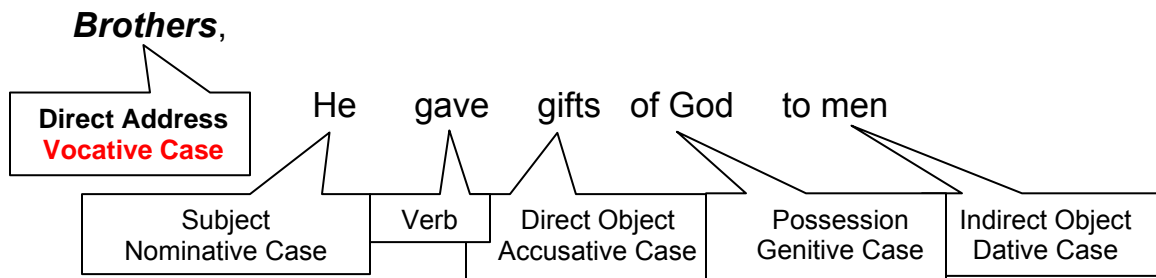 Brothers,
Direct Address
Vocative Case
He gave gifts of God to men
Subject
Nominative Case
Verb
Direct Object
Accusative Case
Possession
Genitive Case
Indirect Object
Dative Case